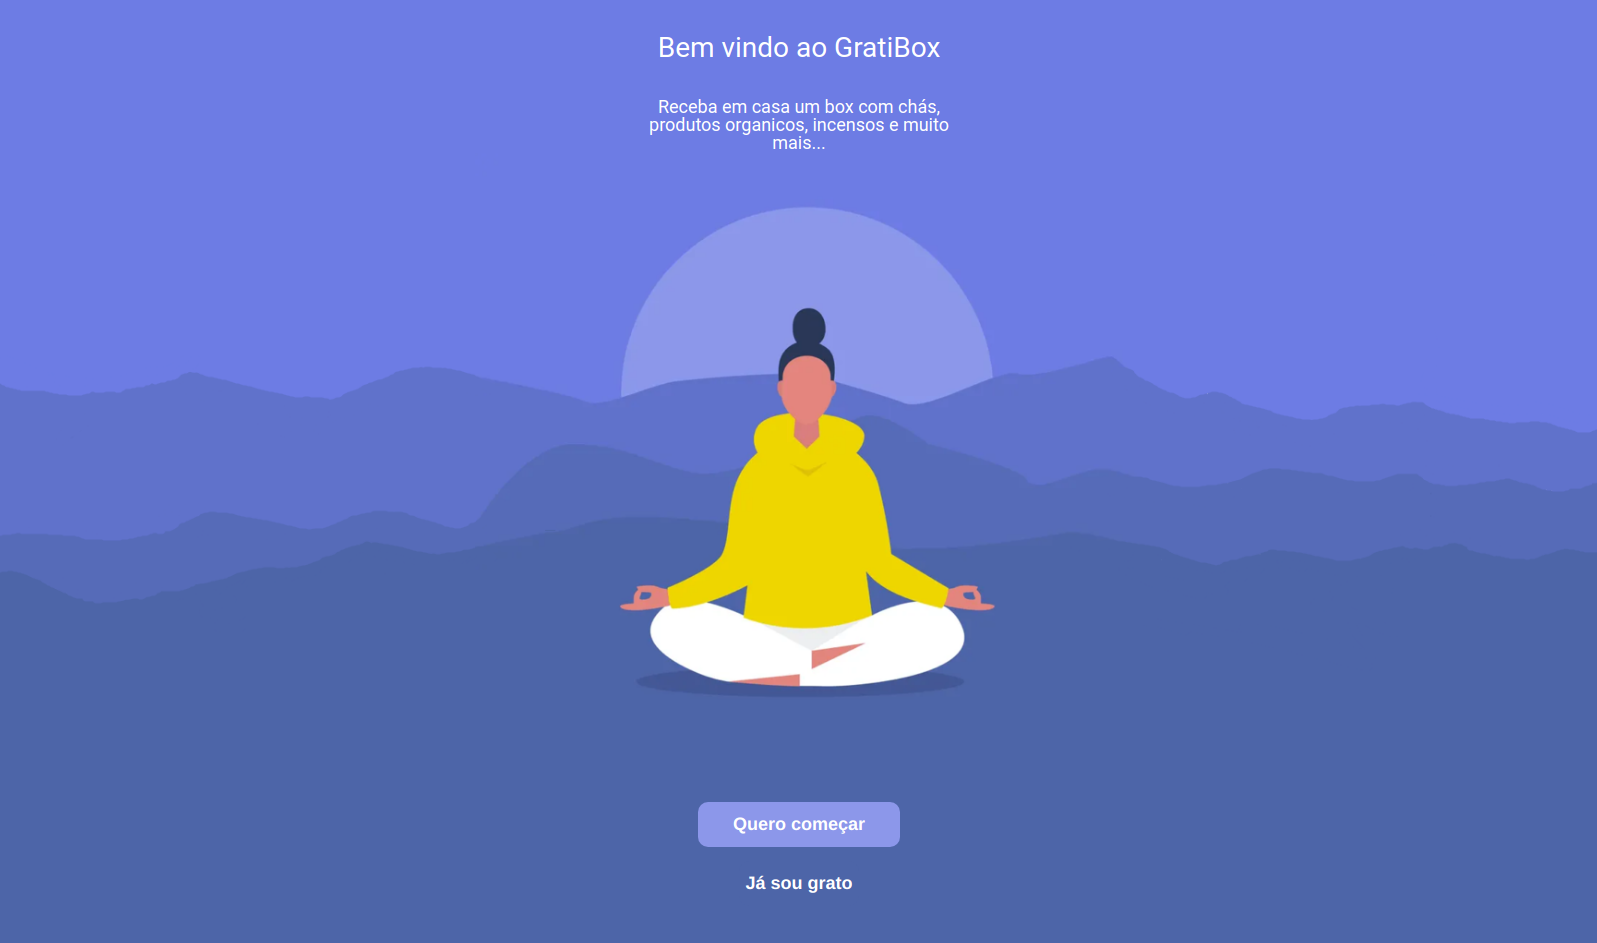 Bem vindo ao GratiBox
Receba em casa um box com chás,
produtos organicos, incensos e muito
mais...
Quero começar
Já sou grato